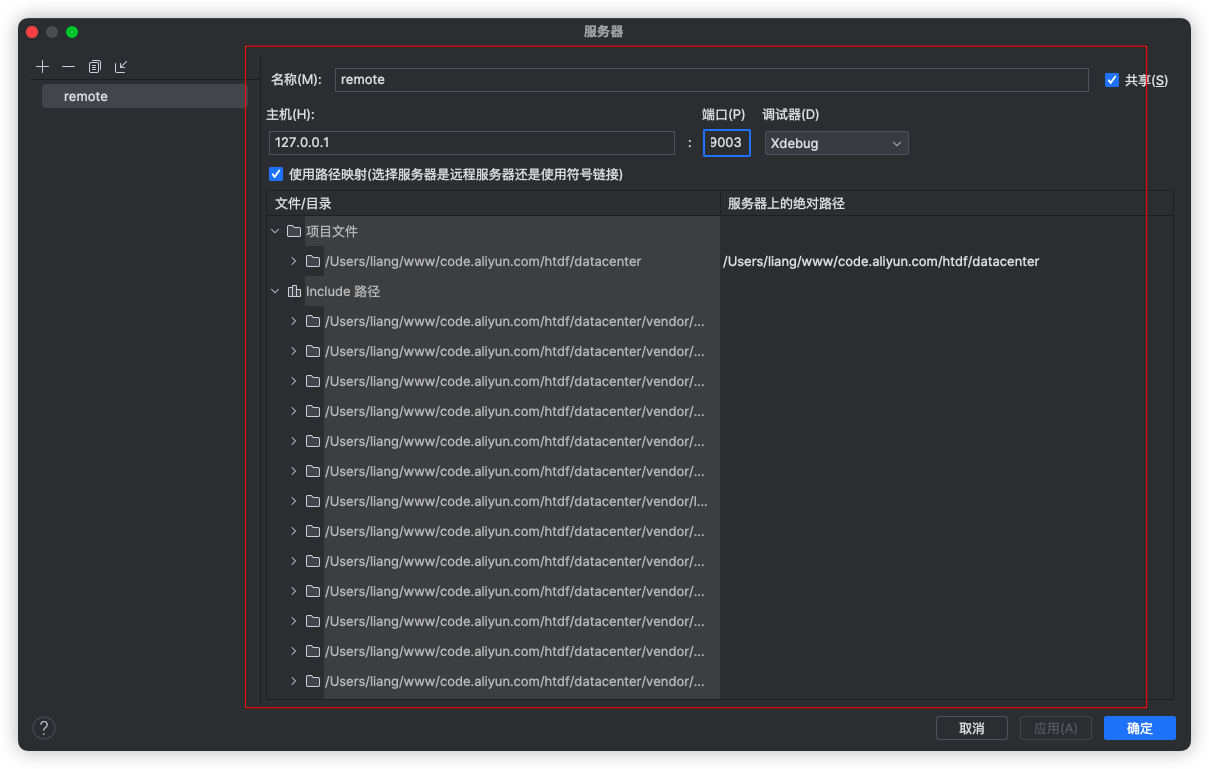 服务器
remote
名称(M):
remote
共享(S)
主机(H):
端口(P)
调试器(D)
127.0.0.1
:
9003
Xdebug
使用路径映射(选择服务器是远程服务器还是使用符号链接)
文件/目录
服务器上的绝对路径
项目文件
/Users/liang/www/code.aliyun.com/htdf/datacenter
/Users/liang/www/code.aliyun.com/htdf/datacenter
Include 路径
/Users/liang/www/code.aliyun.com/htdf/datacenter/vendor/...
/Users/liang/www/code.aliyun.com/htdf/datacenter/vendor/...
/Users/liang/www/code.aliyun.com/htdf/datacenter/vendor/...
/Users/liang/www/code.aliyun.com/htdf/datacenter/vendor/...
/Users/liang/www/code.aliyun.com/htdf/datacenter/vendor/...
/Users/liang/www/code.aliyun.com/htdf/datacenter/vendor/...
/Users/liang/www/code.aliyun.com/htdf/datacenter/vendor/l...
/Users/liang/www/code.aliyun.com/htdf/datacenter/vendor/...
/Users/liang/www/code.aliyun.com/htdf/datacenter/vendor/...
/Users/liang/www/code.aliyun.com/htdf/datacenter/vendor/...
/Users/liang/www/code.aliyun.com/htdf/datacenter/vendor/...
/Users/liang/www/code.aliyun.com/htdf/datacenter/vendor/...
/Users/liang/www/code.aliyun.com/htdf/datacenter/vendor/...
?
取消
应用(A)
确定